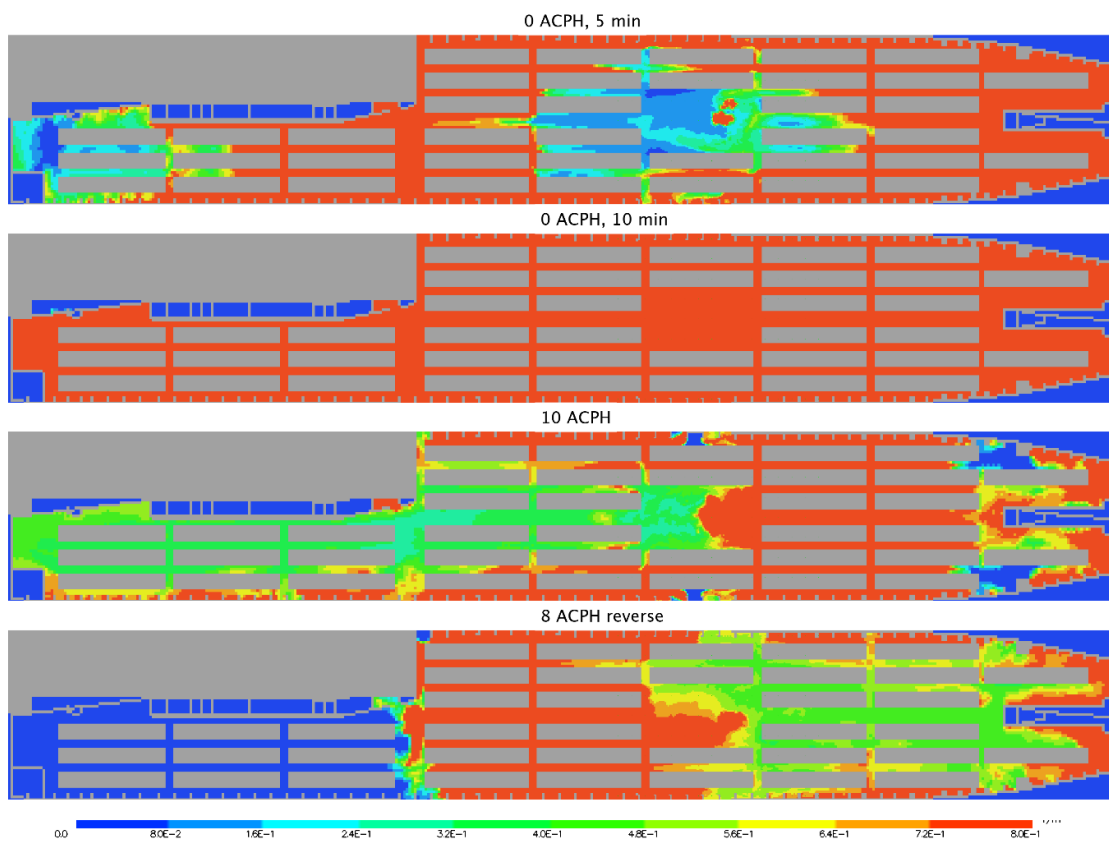 0 ACPH, 5 min
0 ACPH, 10 min
10 ACPH
8 ACPH reverse
0.0 8.0E-2 1.6E-1 2.4E-1 3.2E-1 4.0E-1 4.8E-1 5.6E-1 6.4E-1 7.2E-1 8.0E-1